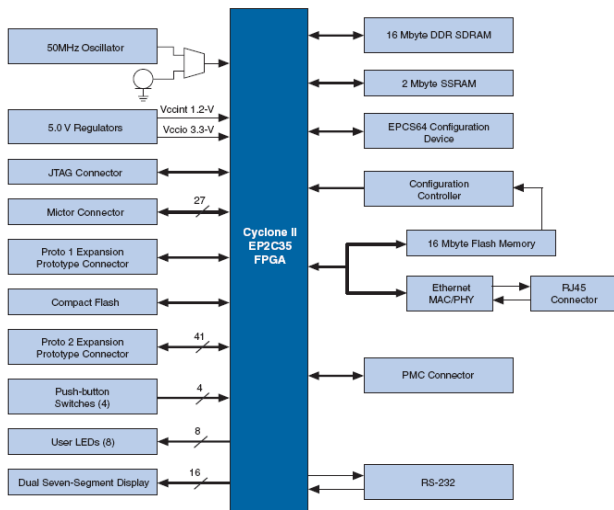 50MHz Oscillator
5.0 V Regulators
Vccint 1.2-V
Vccio 3.3-V
JTAG Connector
Mictor Connector
27
Proto 1 Expansion
Prototype Connector
Compact Flash
Proto 2 Expansion
Prototype Connector
41
Push-button
Switches (4)
4
User LEDs (8)
8
Dual Seven-Segment Display
16
Cyclone II
EP2C35
FPGA
16 Mbyte DDR SDRAM
2 Mbyte SSRAM
EPCS64 Configuration
Device
Configuration
Controller
16 Mbyte Flash Memory
Ethernet
MAC/PHY
RJ45
Connector
PMC Connector
RS-232